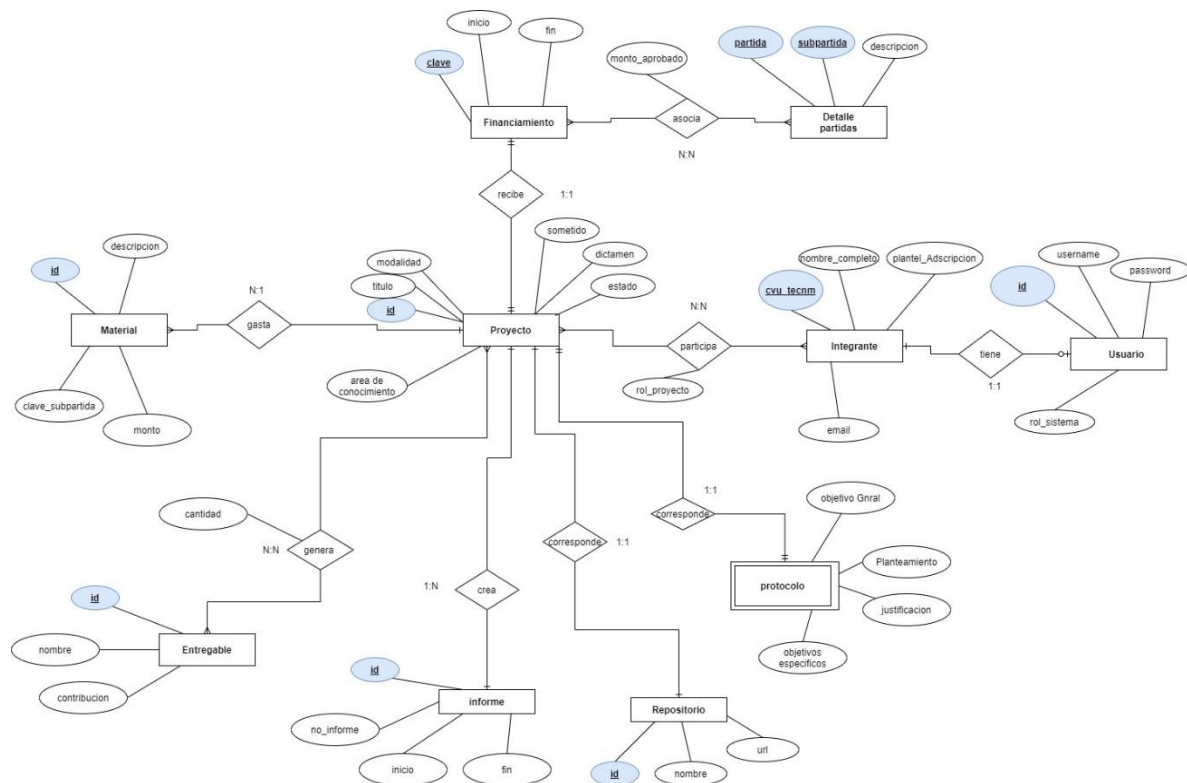 inicio
fin
clave
monto_aprobado
partida
subpartida
descripcion
Financiamiento
asocia
Detalle
partidas
N:N
recibe
1:1
descripcion
id
modalidad
titulo
id
sometido
dictamen
estado
nombre_completo
plantel_Adscripcion
cvu_tecnm
username
password
id
N:1
Material
gasta
Proyecto
N:N
participa
Integrante
tiene
Usuario
1:1
clave_subpartida
monto
area de
conocimiento
rol_proyecto
email
rol_sistema
cantidad
N:N
genera
corresponde
1:1
corresponde
1:1
objetivo Gnral
Planteamiento
protocolo
justificacion
objetivos
especificos
id
nombre
Entregable
contribucion
1:N
crea
id
informe
no_informe
inicio
fin
Repositorio
id
nombre
url